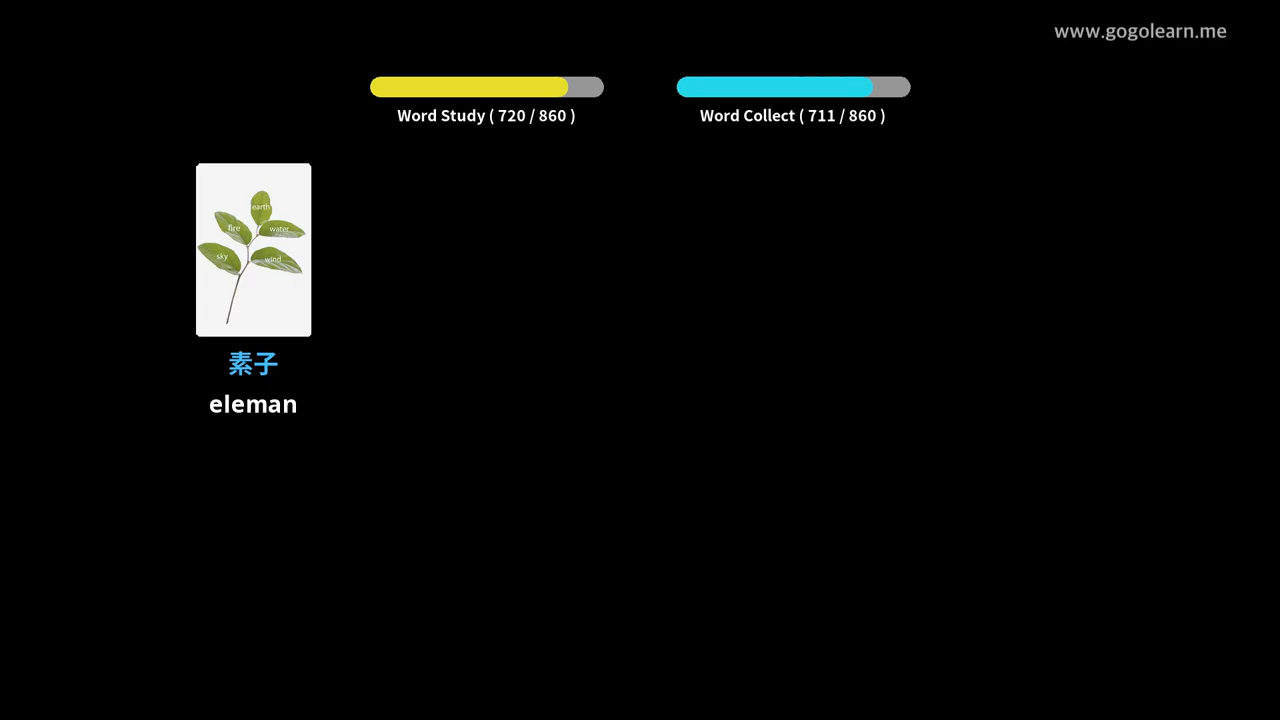 www.gogolearn.me
Word Study ( 720 / 860 )
Word Collect ( 711 / 860 )
earth
fire
water
sky
wind
素子
eleman